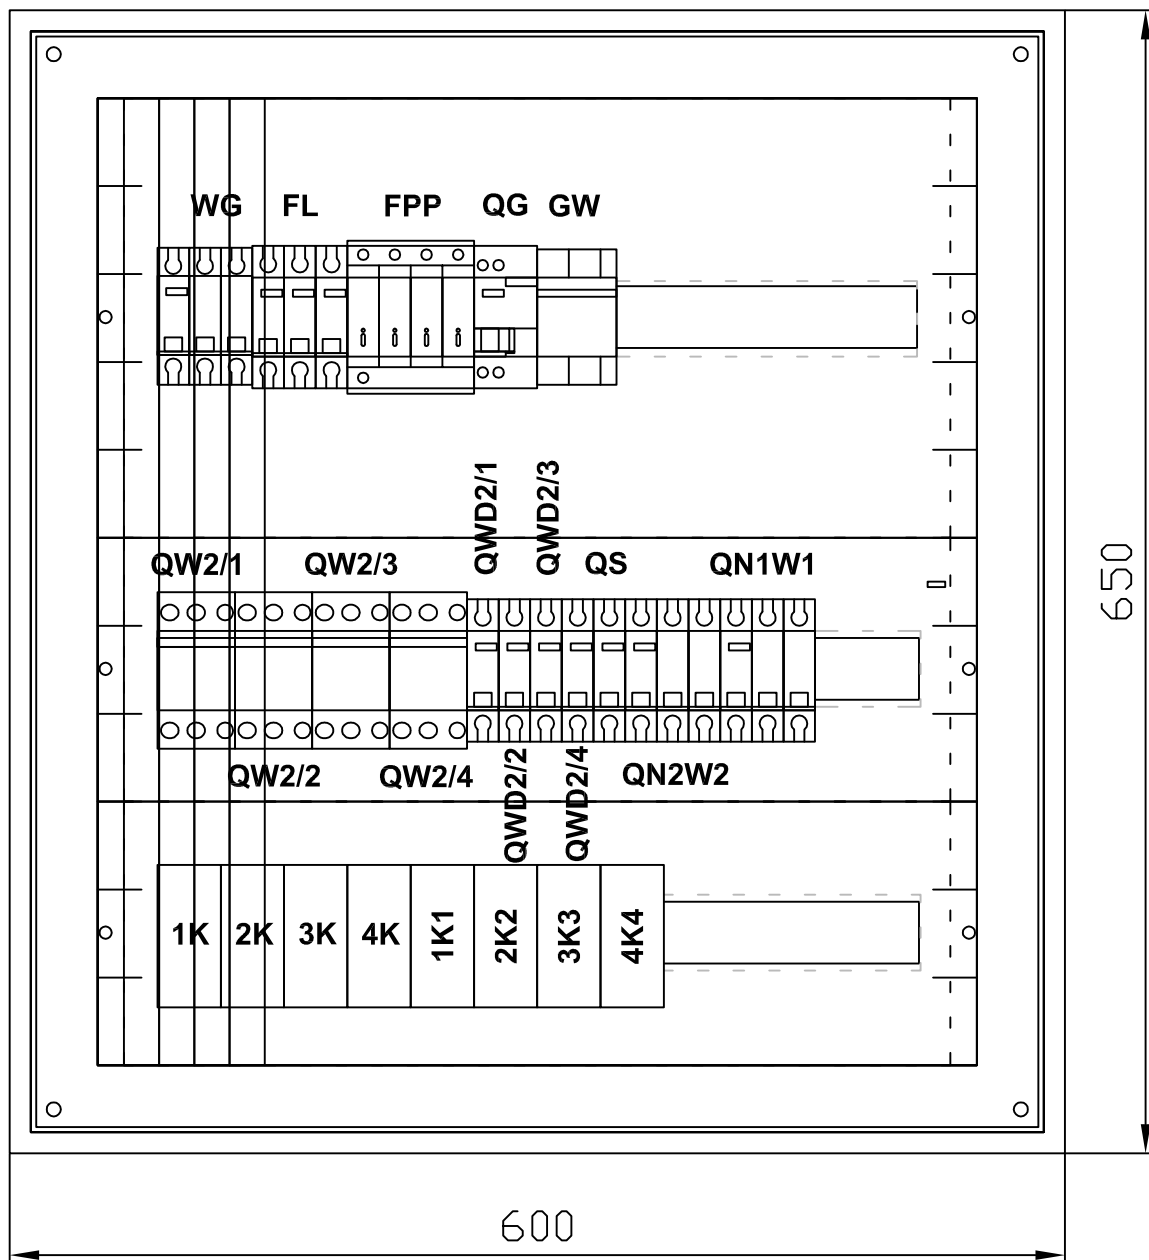 WG FL FPP QG GW
QWD2/1 QWD2/3
QW2/1 QW2/3 QS QN1W1
650
QW2/2 QW2/4 QWD2/2 QWD2/4 QN2W2
1K 2K 3K 4K 1K1 2K2 3K3 4K4
600